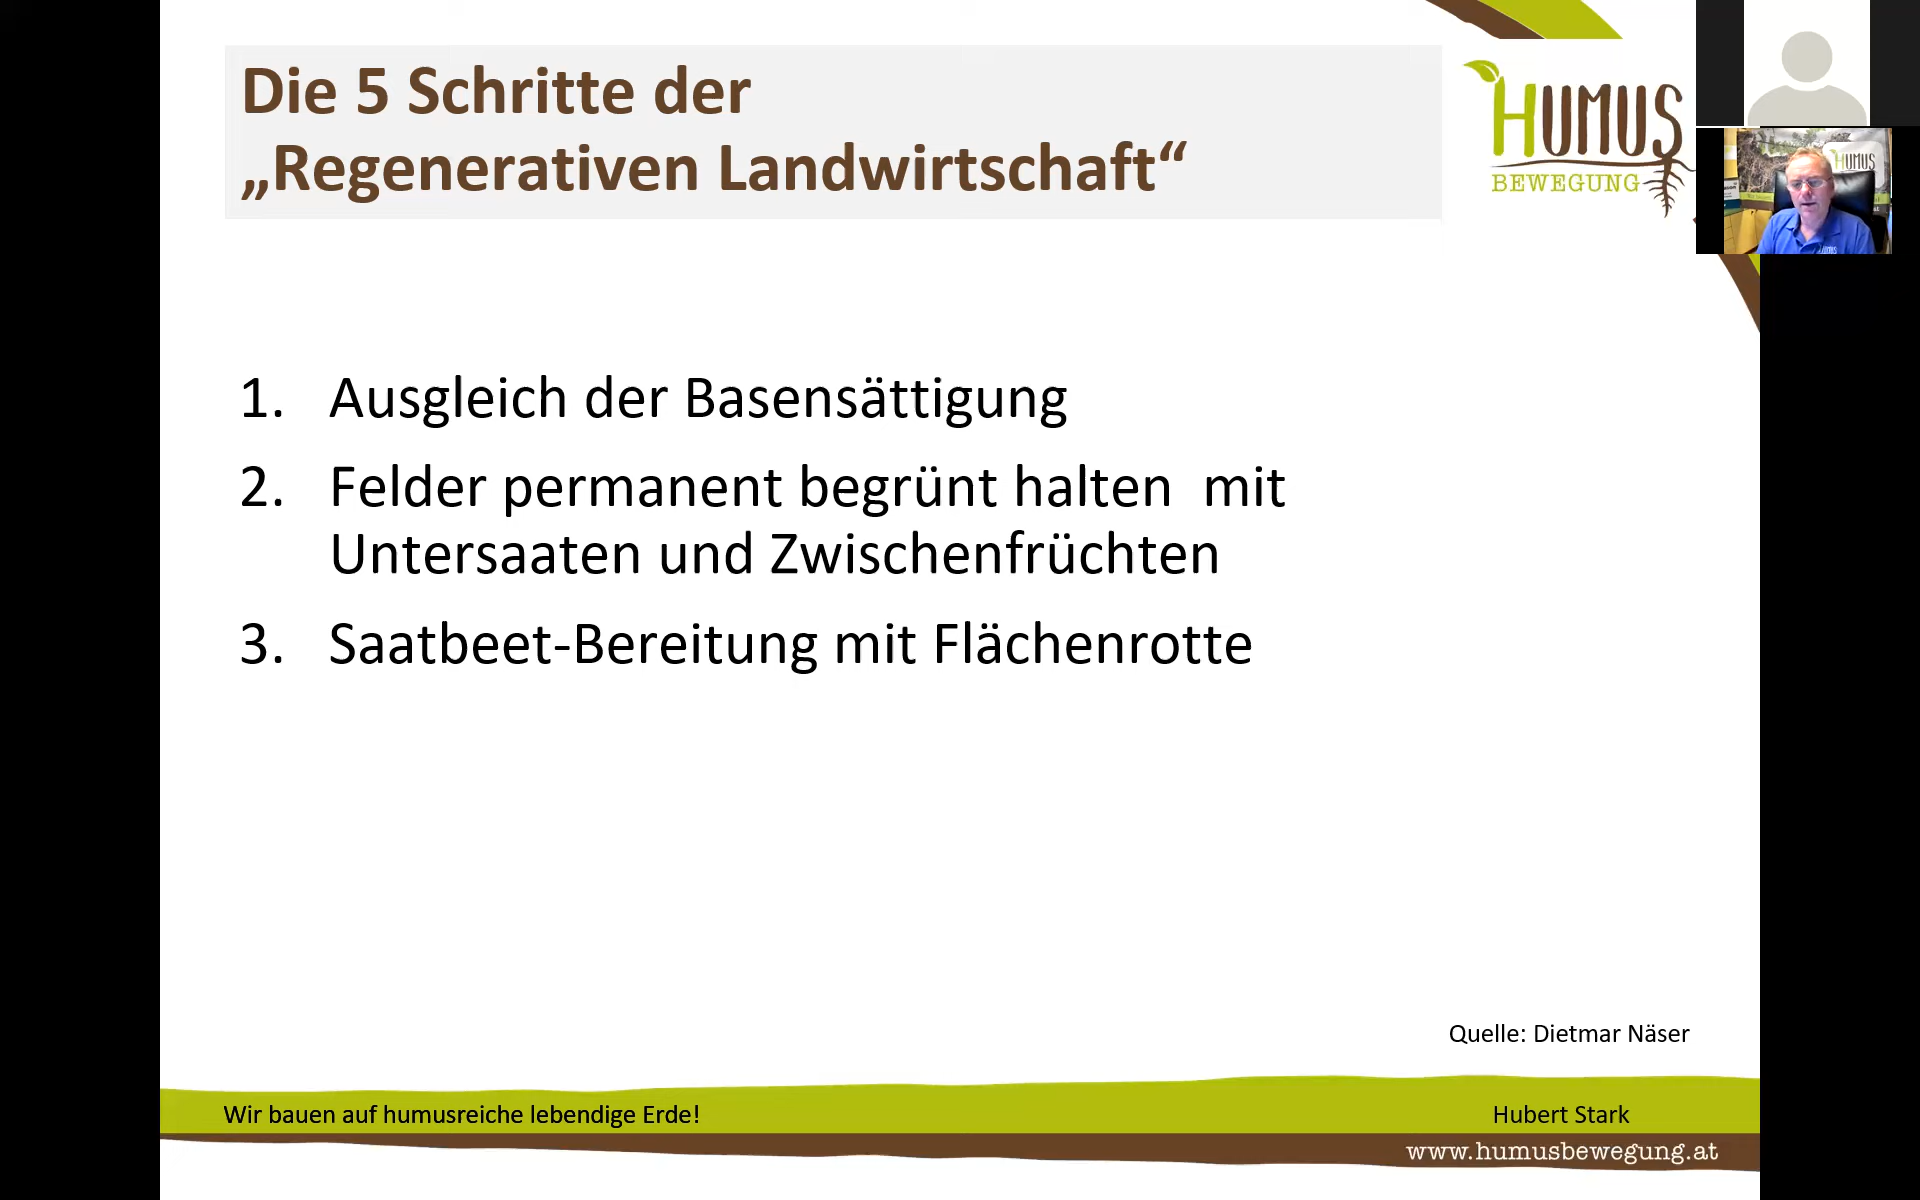 Die 5 Schritte der
„Regenerativen Landwirtschaft“
HUMUS
BEWEGUNG
HUMUS
1. Ausgleich der Basensättigung
2. Felder permanent begrünt halten  mit
Untersaaten und Zwischenfrüchten
3. Saatbeet-Bereitung mit Flächenrotte
Quelle: Dietmar Näser
Wir bauen auf humusreiche lebendige Erde!
Hubert Stark
www.humusbewegung.at